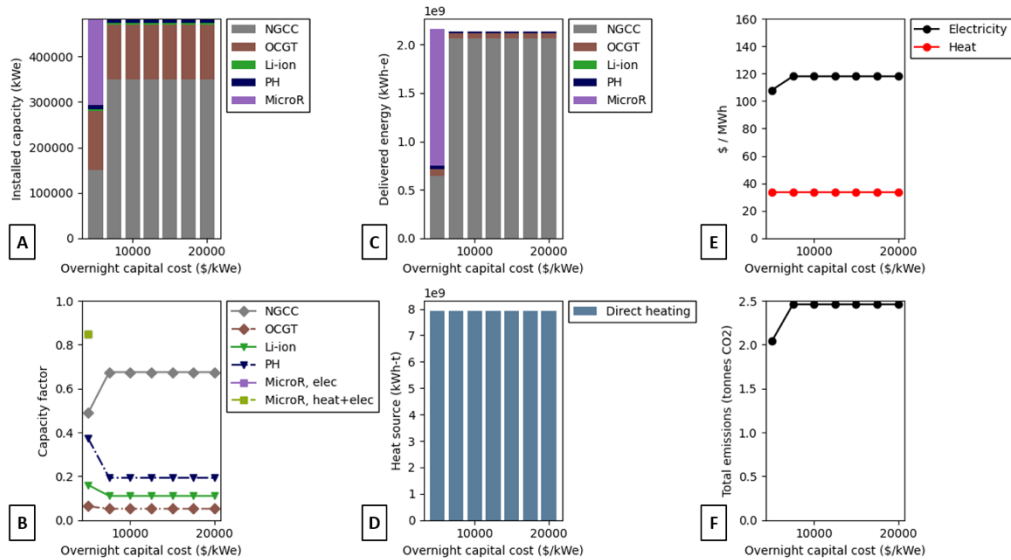 400000
300000
200000
100000
0
Installed capacity (kWe)
10000
20000
Overnight capital cost ($/kWe)
NGCC
OCGT
Li-ion
PH
MicroR
A
1e9
2.0
1.5
1.0
0.5
0.0
Delivered energy (kWh-e)
10000
20000
Overnight capital cost ($/kWe)
NGCC
OCGT
Li-ion
PH
MicroR
C
160
140
120
100
80
60
40
20
0
$ / MWh
10000
20000
Overnight capital cost ($/kWe)
Electricity
Heat
E
1.0
0.8
0.6
0.4
0.2
0.0
Capacity factor
10000
20000
Overnight capital cost ($/kWe)
NGCC
OCGT
Li-ion
PH
MicroR, elec
MicroR, heat+elec
B
1e9
8
7
6
5
4
3
2
1
0
Heat source (kWh-t)
10000
20000
Overnight capital cost ($/kWe)
Direct heating
D
2.5
2.0
1.5
1.0
0.5
0.0
Total emissions (tonnes CO2)
10000
20000
Overnight capital cost ($/kWe)
F